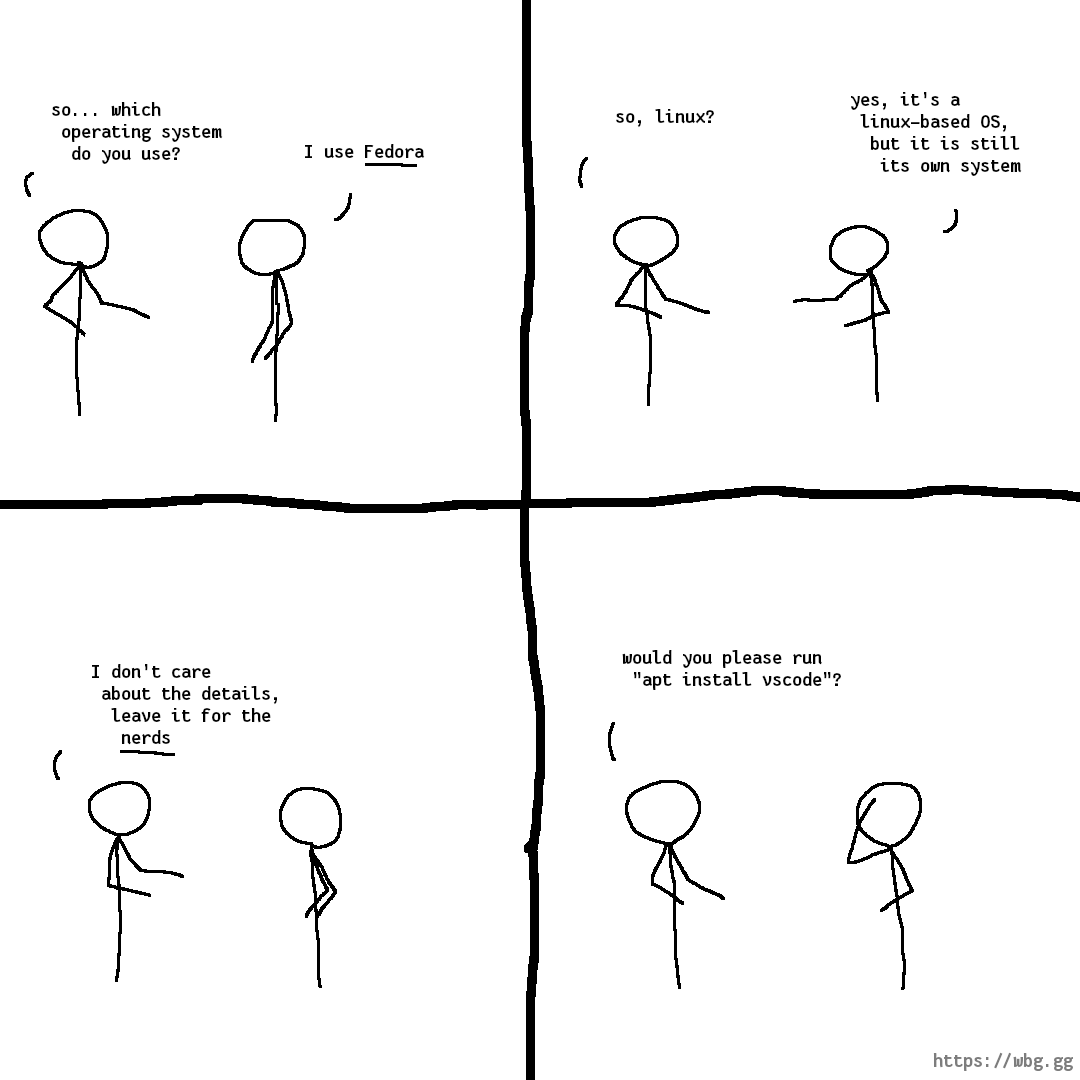 so... which
operating system
do you use?
I use Fedora
so, linux?
yes, it's a
linux-based OS,
but it is still
its own system
I don't care
about the details,
leave it for the
nerds
would you please run
"apt install vscode"?
https://wbg.gg